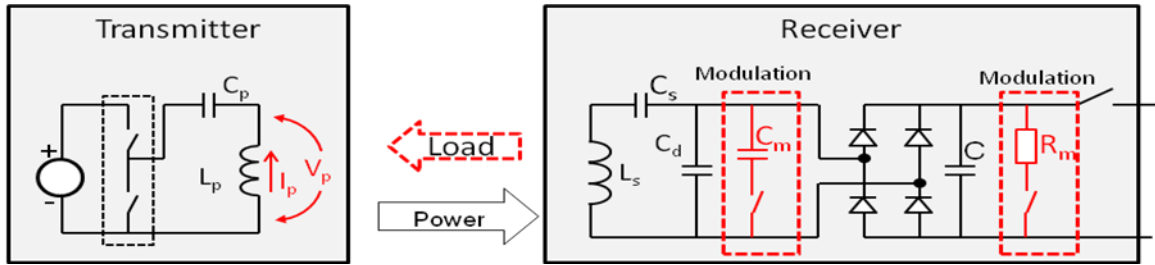 Transmitter
Cp
+
-
Lp
Ip
Vp
Load
Power
Receiver
Modulation
Modulation
Cs
Cd
Cm
Ls
C
Rm